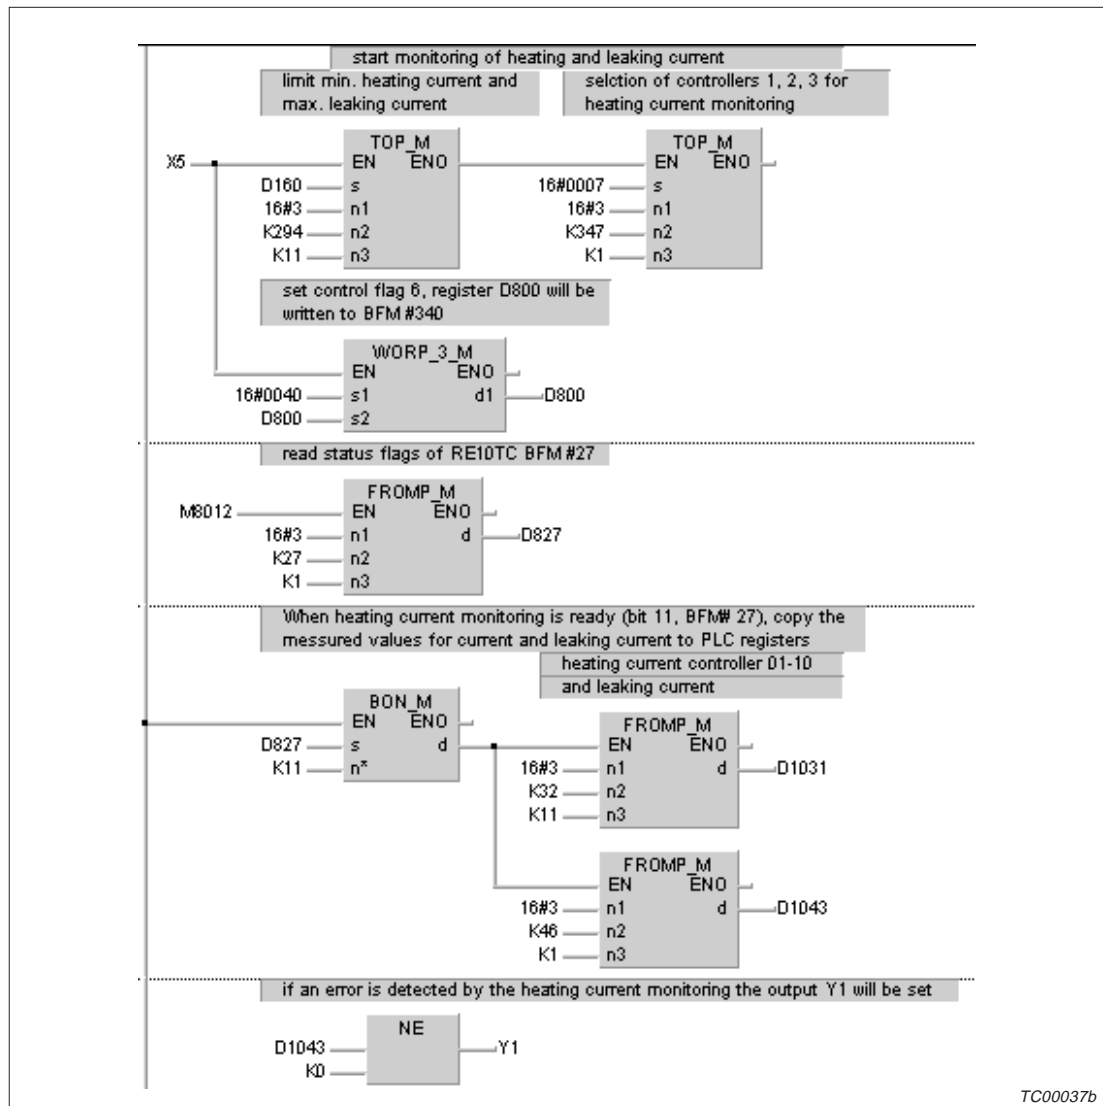 start monitoring of heating and leaking current
limit min. heating current and
max. leaking current
selction of controllers 1, 2, 3 for
heating current monitoring
TOP_M
X5 EN ENO
D160 s
16#3 n1
K294 n2
K11 n3
TOP_M
EN ENO
16#0007 s
16#3 n1
K347 n2
K1 n3
set control flag 6, register D800 will be
written to BFM #340
WORP_3_M
EN ENO
16#0040 s1 d1 D800
D800 s2
read status flags of RE10TC BFM #27
FROMP_M
M8012 EN ENO
16#3 n1 d D827
K27 n2
K1 n3
When heating current monitoring is ready (bit 11, BFM# 27), copy the
messured values for current and leaking current to PLC registers
heating current controller 01-10
and leaking current
BON_M
EN ENO
D827 s d
K11 n*
FROMP_M
EN ENO
16#3 n1 d D1031
K32 n2
K11 n3
FROMP_M
EN ENO
16#3 n1 d D1043
K46 n2
K1 n3
if an error is detected by the heating current monitoring the output Y1 will be set
NE
D1043 Y1
K0
TC00037b